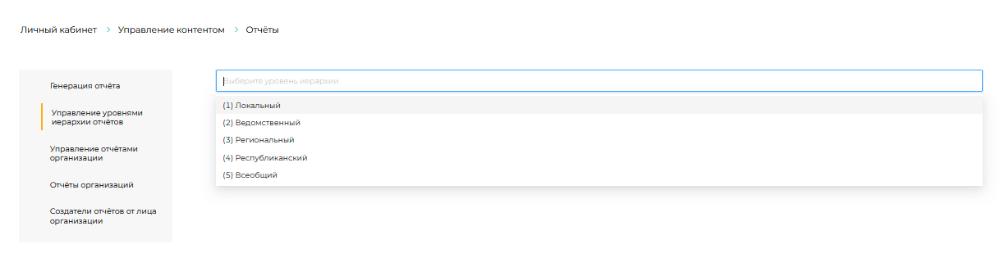 Личный кабинет > Управление контентом > Отчёты
Генерация отчёта
Управление уровнями
иерархии отчётов
Управление отчётами
организации
Отчёты организаций
Создатели отчётов от лица
организации
Выберите уровень иерархии
(1) Локальный
(2) Ведомственный
(3) Региональный
(4) Республиканский
(5) Всеобщий